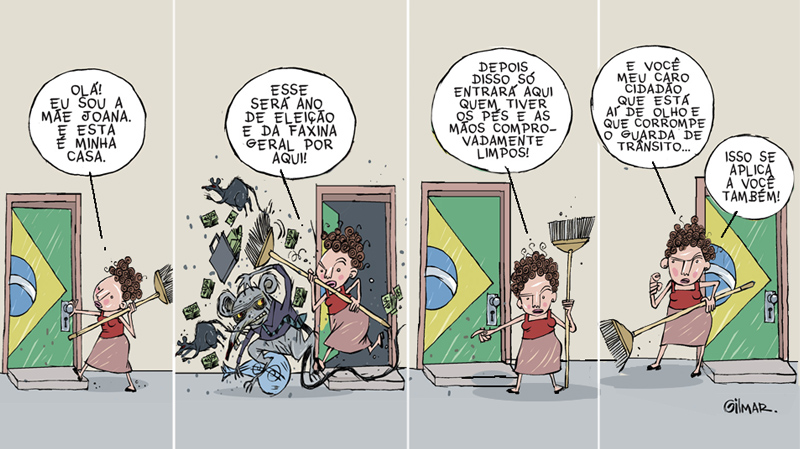 OLÁ!
EU SOU A
MÃE JOANA.
E ESTA
É MINHA
CASA.
ESSE
SERÁ ANO
DE ELEIÇÃO
E DA FAXINA
GERAL POR
AQUI!
DEPOIS
DISSO SÓ
ENTRARÁ AQUI
QUEM TIVER
OS PÉS E AS
MÃOS COMPRO-
VADAMENTE
LIMPOS!
E VOCÊ
MEU CARO
CIDADÃO
QUE ESTÁ
AÍ DE OLHO E
QUE CORROMPE
O GUARDA DE
TRÂNSITO...
ISSO SE
APLICA
A VOCÊ
TAMBÉM!
GILMAR.